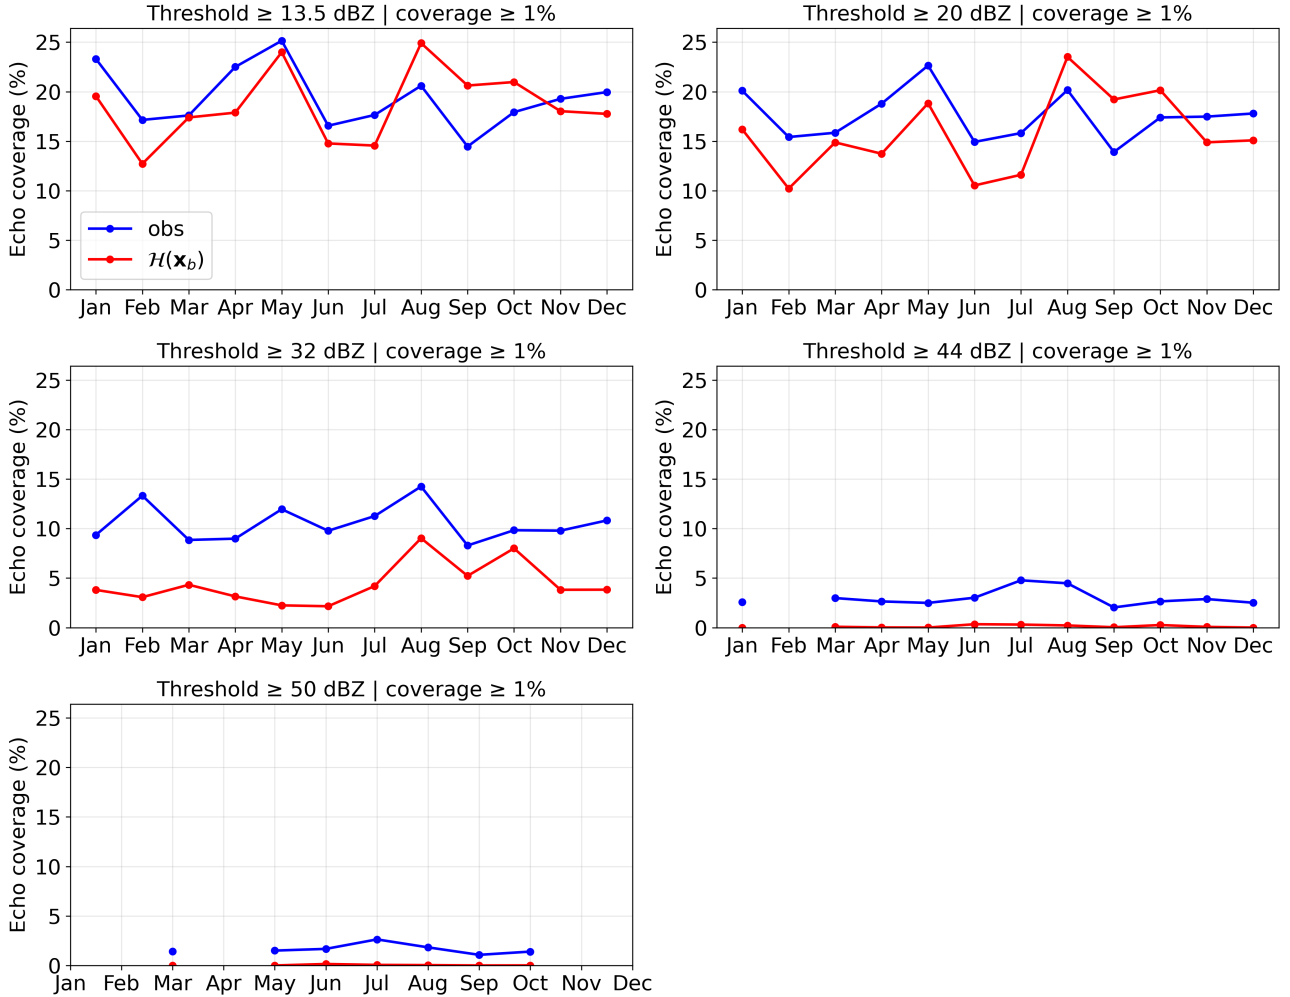 Threshold ≥ 13.5 dBZ | coverage ≥ 1%
Echo coverage (%)
25
20
15
10
5
0
obs
ℋ(𝐱_b)
Jan Feb Mar Apr May Jun Jul Aug Sep Oct Nov Dec
Threshold ≥ 20 dBZ | coverage ≥ 1%
Echo coverage (%)
25
20
15
10
5
0
Jan Feb Mar Apr May Jun Jul Aug Sep Oct Nov Dec
Threshold ≥ 32 dBZ | coverage ≥ 1%
Echo coverage (%)
25
20
15
10
5
0
Jan Feb Mar Apr May Jun Jul Aug Sep Oct Nov Dec
Threshold ≥ 44 dBZ | coverage ≥ 1%
Echo coverage (%)
25
20
15
10
5
0
Jan Feb Mar Apr May Jun Jul Aug Sep Oct Nov Dec
Threshold ≥ 50 dBZ | coverage ≥ 1%
Echo coverage (%)
25
20
15
10
5
0
Jan Feb Mar Apr May Jun Jul Aug Sep Oct Nov Dec